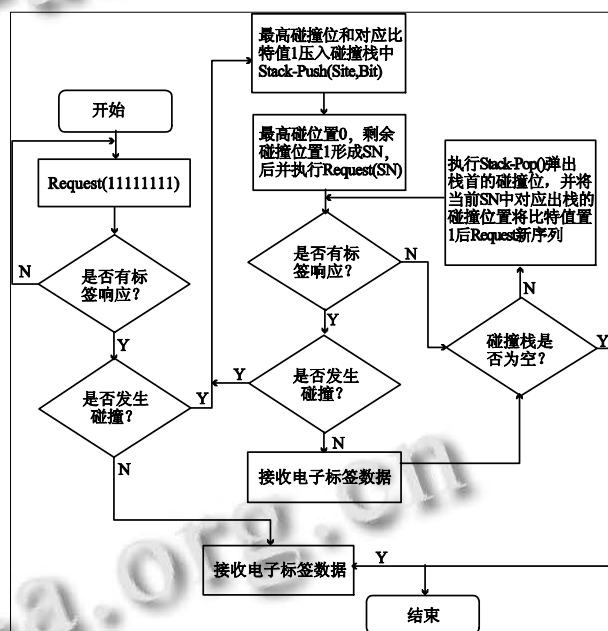 最高碰撞位和对应比
特值1压入碰撞栈中
Stack-Push(Site,Bit)
开始
最高碰位置0，剩余
碰撞位置1形成SN，
后并执行Request(SN)
执行Stack-Pop()弹出
栈首的碰撞位，并将
当前SN中对应出栈的
碰撞位置将比特值置
1后Request新序列
Request(11111111)
是否有标
签响应？
N
Y
是否有标
签响应？
N
Y
碰撞栈是
否为空？
N
Y
是否发生
碰撞？
Y
N
是否发生
碰撞？
Y
N
接收电子标签数据
接收电子标签数据
Y
结束
a.org.cn